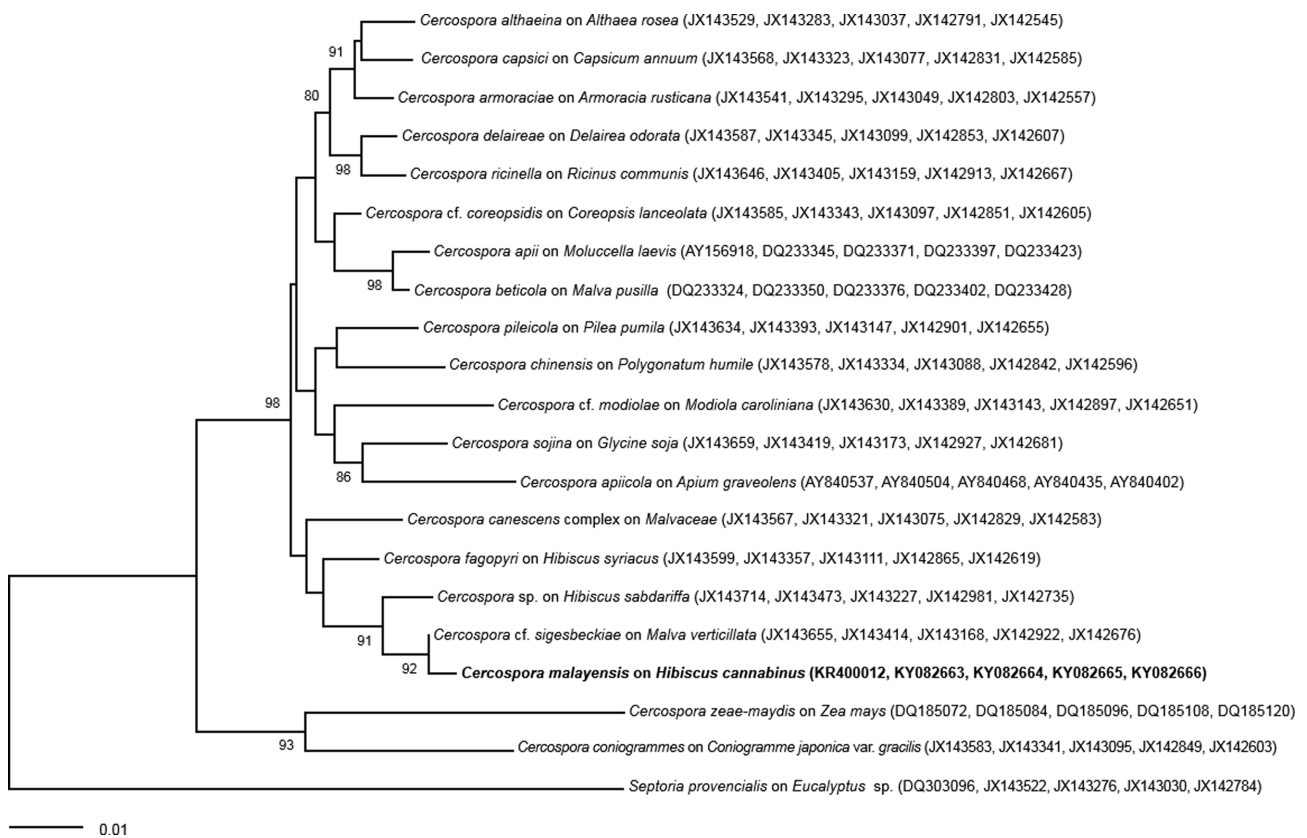 Cercospora althaeina on Althaea rosea (JX143529, JX143283, JX143037, JX142791, JX142545)
91
Cercospora capsici on Capsicum annuum (JX143568, JX143323, JX143077, JX142831, JX142585)
80
Cercospora armoraciae on Armoracia rusticana (JX143541, JX143295, JX143049, JX142803, JX142557)
Cercospora delaireae on Delairea odorata (JX143587, JX143345, JX143099, JX142853, JX142607)
98
Cercospora ricinella on Ricinus communis (JX143646, JX143405, JX143159, JX142913, JX142667)
Cercospora cf. coreopsidis on Coreopsis lanceolata (JX143585, JX143343, JX143097, JX142851, JX142605)
Cercospora apii on Moluccella laevis (AY156918, DQ233345, DQ233371, DQ233397, DQ233423)
98
Cercospora beticola on Malva pusilla (DQ233324, DQ233350, DQ233376, DQ233402, DQ233428)
Cercospora pileicola on Pilea pumila (JX143634, JX143393, JX143147, JX142901, JX142655)
Cercospora chinensis on Polygonatum humile (JX143578, JX143334, JX143088, JX142842, JX142596)
98
Cercospora cf. modiolae on Modiola caroliniana (JX143630, JX143389, JX143143, JX142897, JX142651)
Cercospora sojina on Glycine soja (JX143659, JX143419, JX143173, JX142927, JX142681)
86
Cercospora apiicola on Apium graveolens (AY840537, AY840504, AY840468, AY840435, AY840402)
Cercospora canescens complex on Malvaceae (JX143567, JX143321, JX143075, JX142829, JX142583)
Cercospora fagopyri on Hibiscus syriacus (JX143599, JX143357, JX143111, JX142865, JX142619)
Cercospora sp. on Hibiscus sabdariffa (JX143714, JX143473, JX143227, JX142981, JX142735)
91
Cercospora cf. sigesbeckiae on Malva verticillata (JX143655, JX143414, JX143168, JX142922, JX142676)
92
Cercospora malayensis on Hibiscus cannabinus (KR400012, KY082663, KY082664, KY082665, KY082666)
Cercospora zeae-maydis on Zea mays (DQ185072, DQ185084, DQ185096, DQ185108, DQ185120)
93
Cercospora coniogrammes on Coniogramme japonica var. gracilis (JX143583, JX143341, JX143095, JX142849, JX142603)
Septoria provencialis on Eucalyptus sp. (DQ303096, JX143522, JX143276, JX143030, JX142784)
0.01